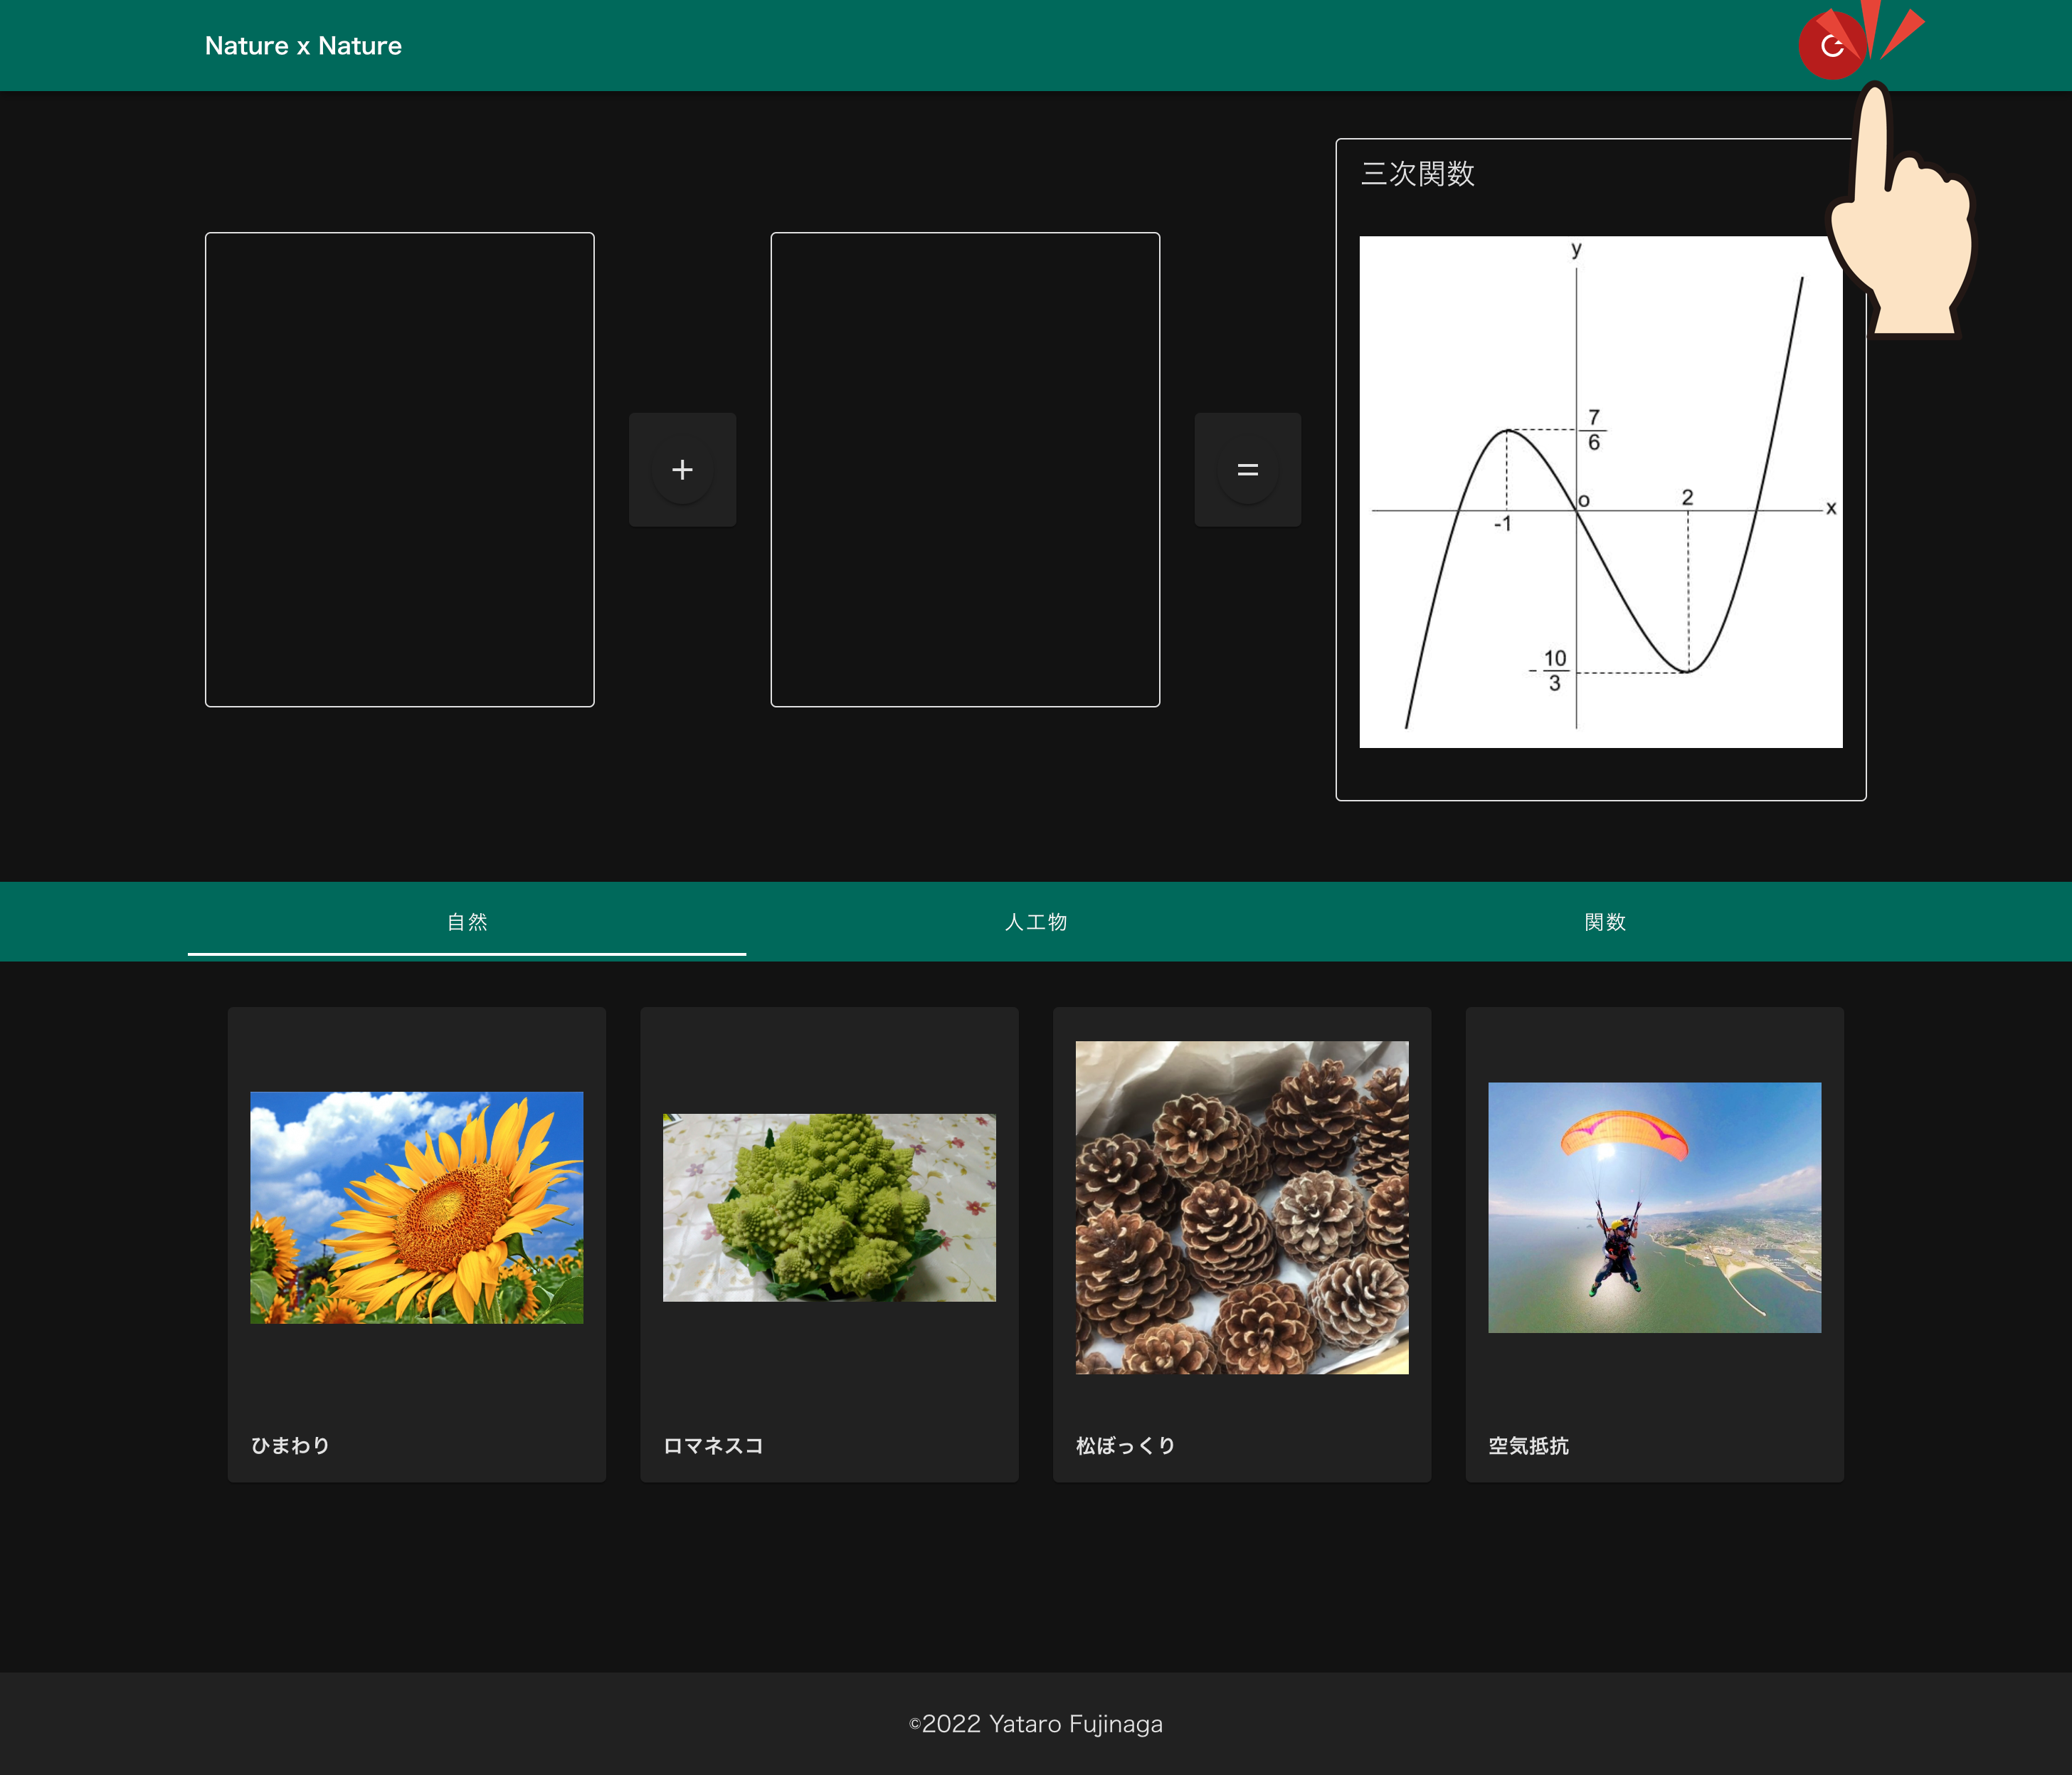 Nature x Nature
三次関数
+
=
y
7
6
o
2
x
-1
- 10
3
自然
人工物
関数
ひまわり
ロマネスコ
松ぼっくり
空気抵抗
©2022 Yataro Fujinaga